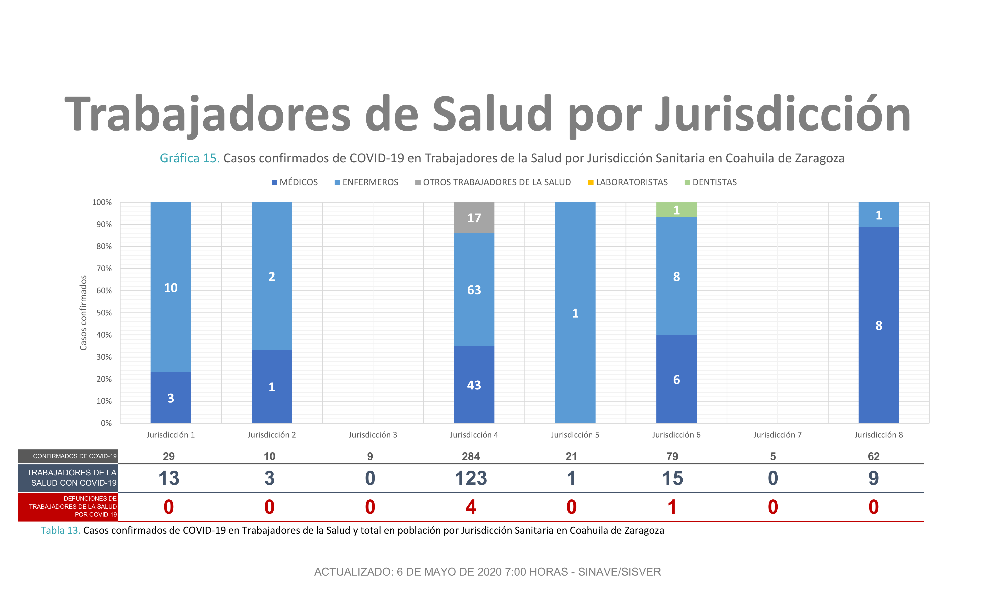 Trabajadores de Salud por Jurisdicción
Gráfica 15. Casos confirmados de COVID-19 en Trabajadores de la Salud por Jurisdicción Sanitaria en Coahuila de Zaragoza
MÉDICOS ENFERMEROS OTROS TRABAJADORES DE LA SALUD LABORATORISTAS DENTISTAS
Casos confirmados
100%
90%
80%
70%
60%
50%
40%
30%
20%
10%
0%
10
3
2
1
17
63
43
1
1
8
6
1
8
Jurisdicción 1 Jurisdicción 2 Jurisdicción 3 Jurisdicción 4 Jurisdicción 5 Jurisdicción 6 Jurisdicción 7 Jurisdicción 8
CONFIRMADOS DE COVID-19 29 10 9 284 21 79 5 62
TRABAJADORES DE LA
SALUD CON COVID-19 13 3 0 123 1 15 0 9
DEFUNCIONES DE
TRABAJADORES DE LA SALUD
POR COVID-19 0 0 0 4 0 1 0 0
Tabla 13. Casos confirmados de COVID-19 en Trabajadores de la Salud y total en población por Jurisdicción Sanitaria en Coahuila de Zaragoza
ACTUALIZADO: 6 DE MAYO DE 2020 7:00 HORAS - SINAVE/SISVER